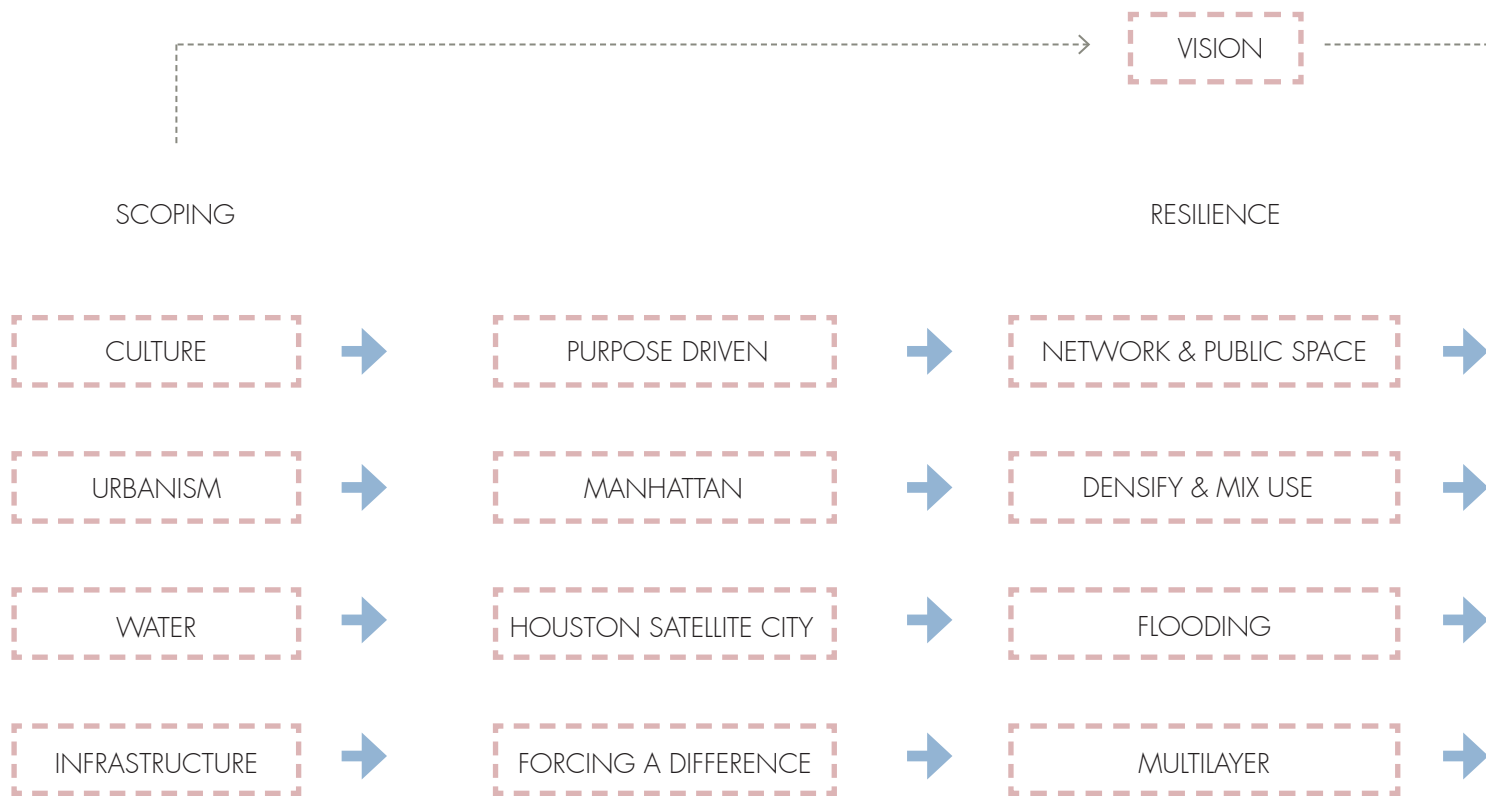 VISION
SCOPING
RESILIENCE
CULTURE
PURPOSE DRIVEN
NETWORK & PUBLIC SPACE
URBANISM
MANHATTAN
DENSIFY & MIX USE
WATER
HOUSTON SATELLITE CITY
FLOODING
INFRASTRUCTURE
FORCING A DIFFERENCE
MULTILAYER